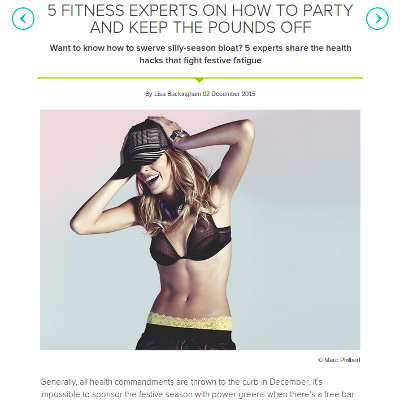 5 FITNESS EXPERTS ON HOW TO PARTY
AND KEEP THE POUNDS OFF
Want to know how to swerve silly-season bloat? 5 experts share the health
hacks that fight festive fatigue
By Lisa Buckingham 02 December 2015
© Marc Philbert
Generally, all health commandments are thrown to the curb in December. It's
impossible to sponsor the festive season with power greens when there's a free bar